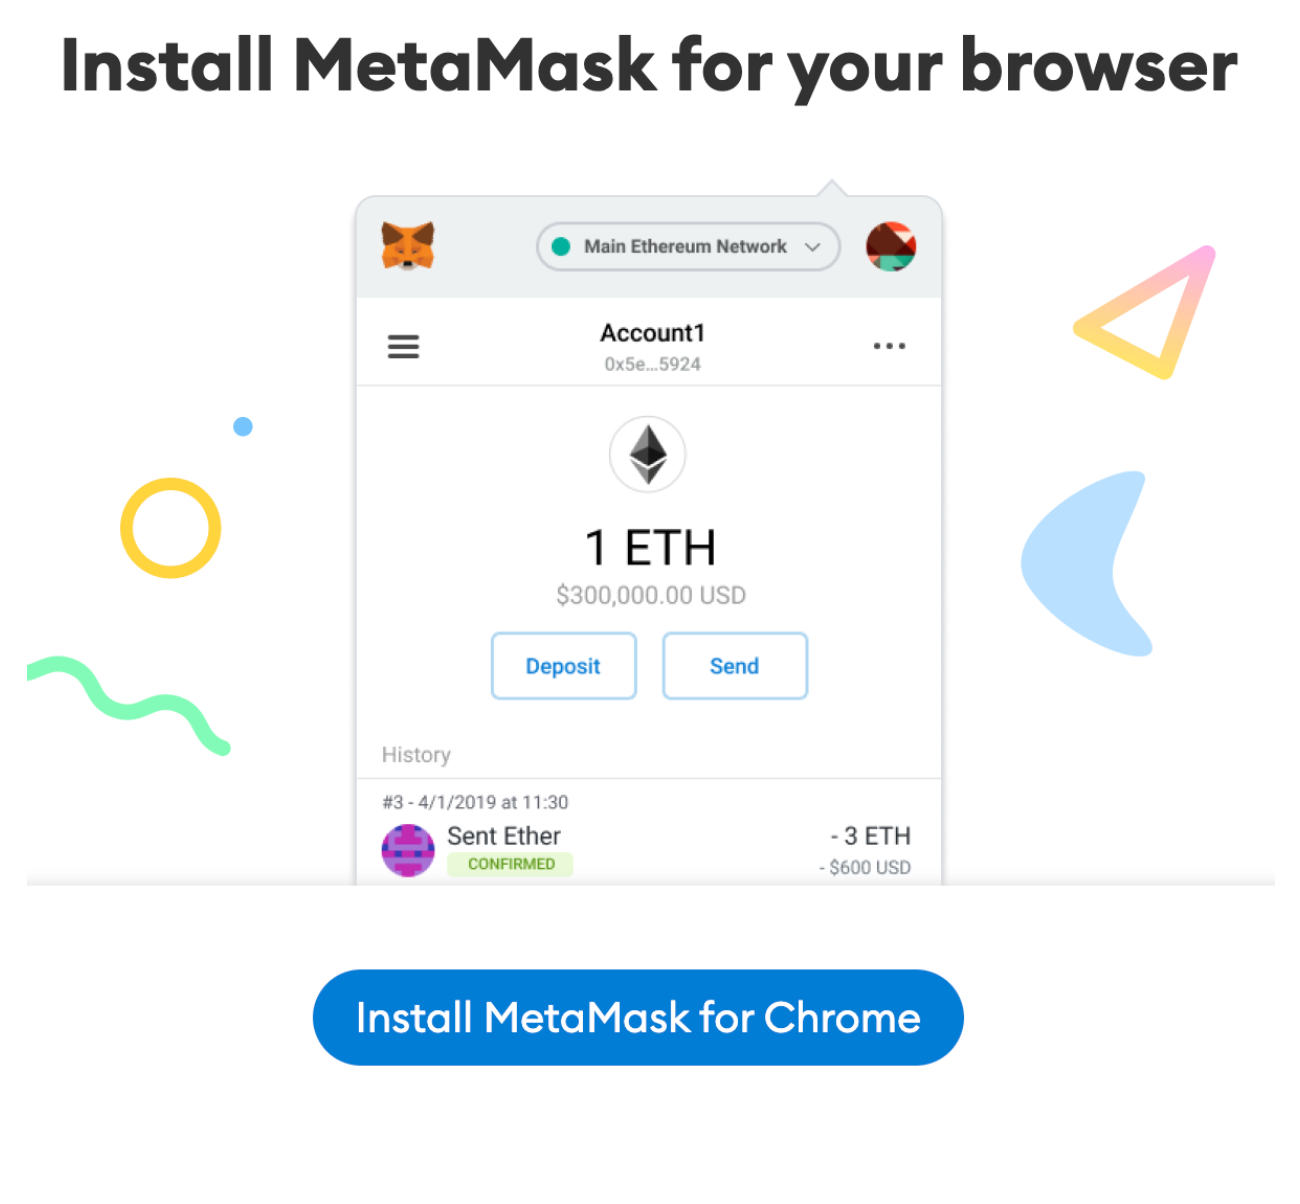 Install MetaMask for your browser
Main Ethereum Network
Account1
0x5e...5924
1 ETH
$300,000.00 USD
Deposit Send
History
#3 - 4/1/2019 at 11:30
Sent Ether - 3 ETH
CONFIRMED - $600 USD
Install MetaMask for Chrome